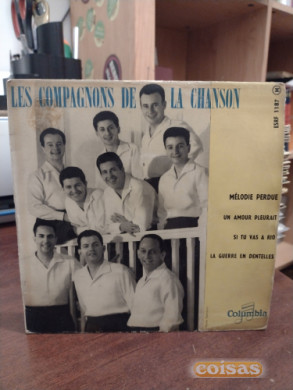 LES COMPAGNONS DE LA CHANSON
ESRF 1187
MÉLODIE PERDUE
UN AMOUR PLEURAIT
SI TU VAS A RIO
LA GUERRE EN DENTELLES
Columbia
coisas